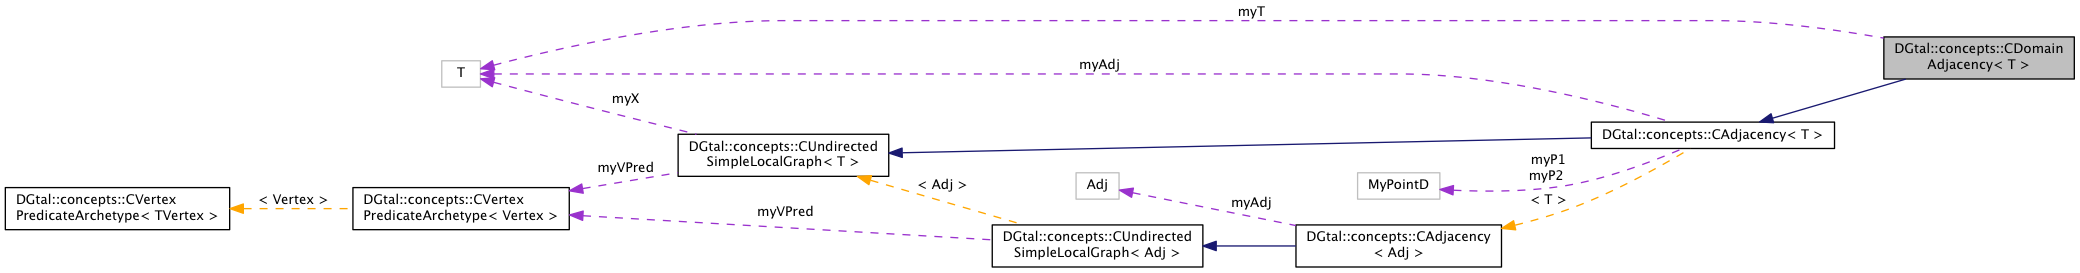 myT
DGtal::concepts::CDomain
Adjacency< T >
T
myAdj
myX
DGtal::concepts::CAdjacency< T >
DGtal::concepts::CUndirected
SimpleLocalGraph< T >
myVPred
myP1
myP2
< T >
MyPointD
Adj
< Adj >
myAdj
DGtal::concepts::CVertex
PredicateArchetype< TVertex >
< Vertex >
DGtal::concepts::CVertex
PredicateArchetype< Vertex >
myVPred
DGtal::concepts::CUndirected
SimpleLocalGraph< Adj >
DGtal::concepts::CAdjacency
< Adj >